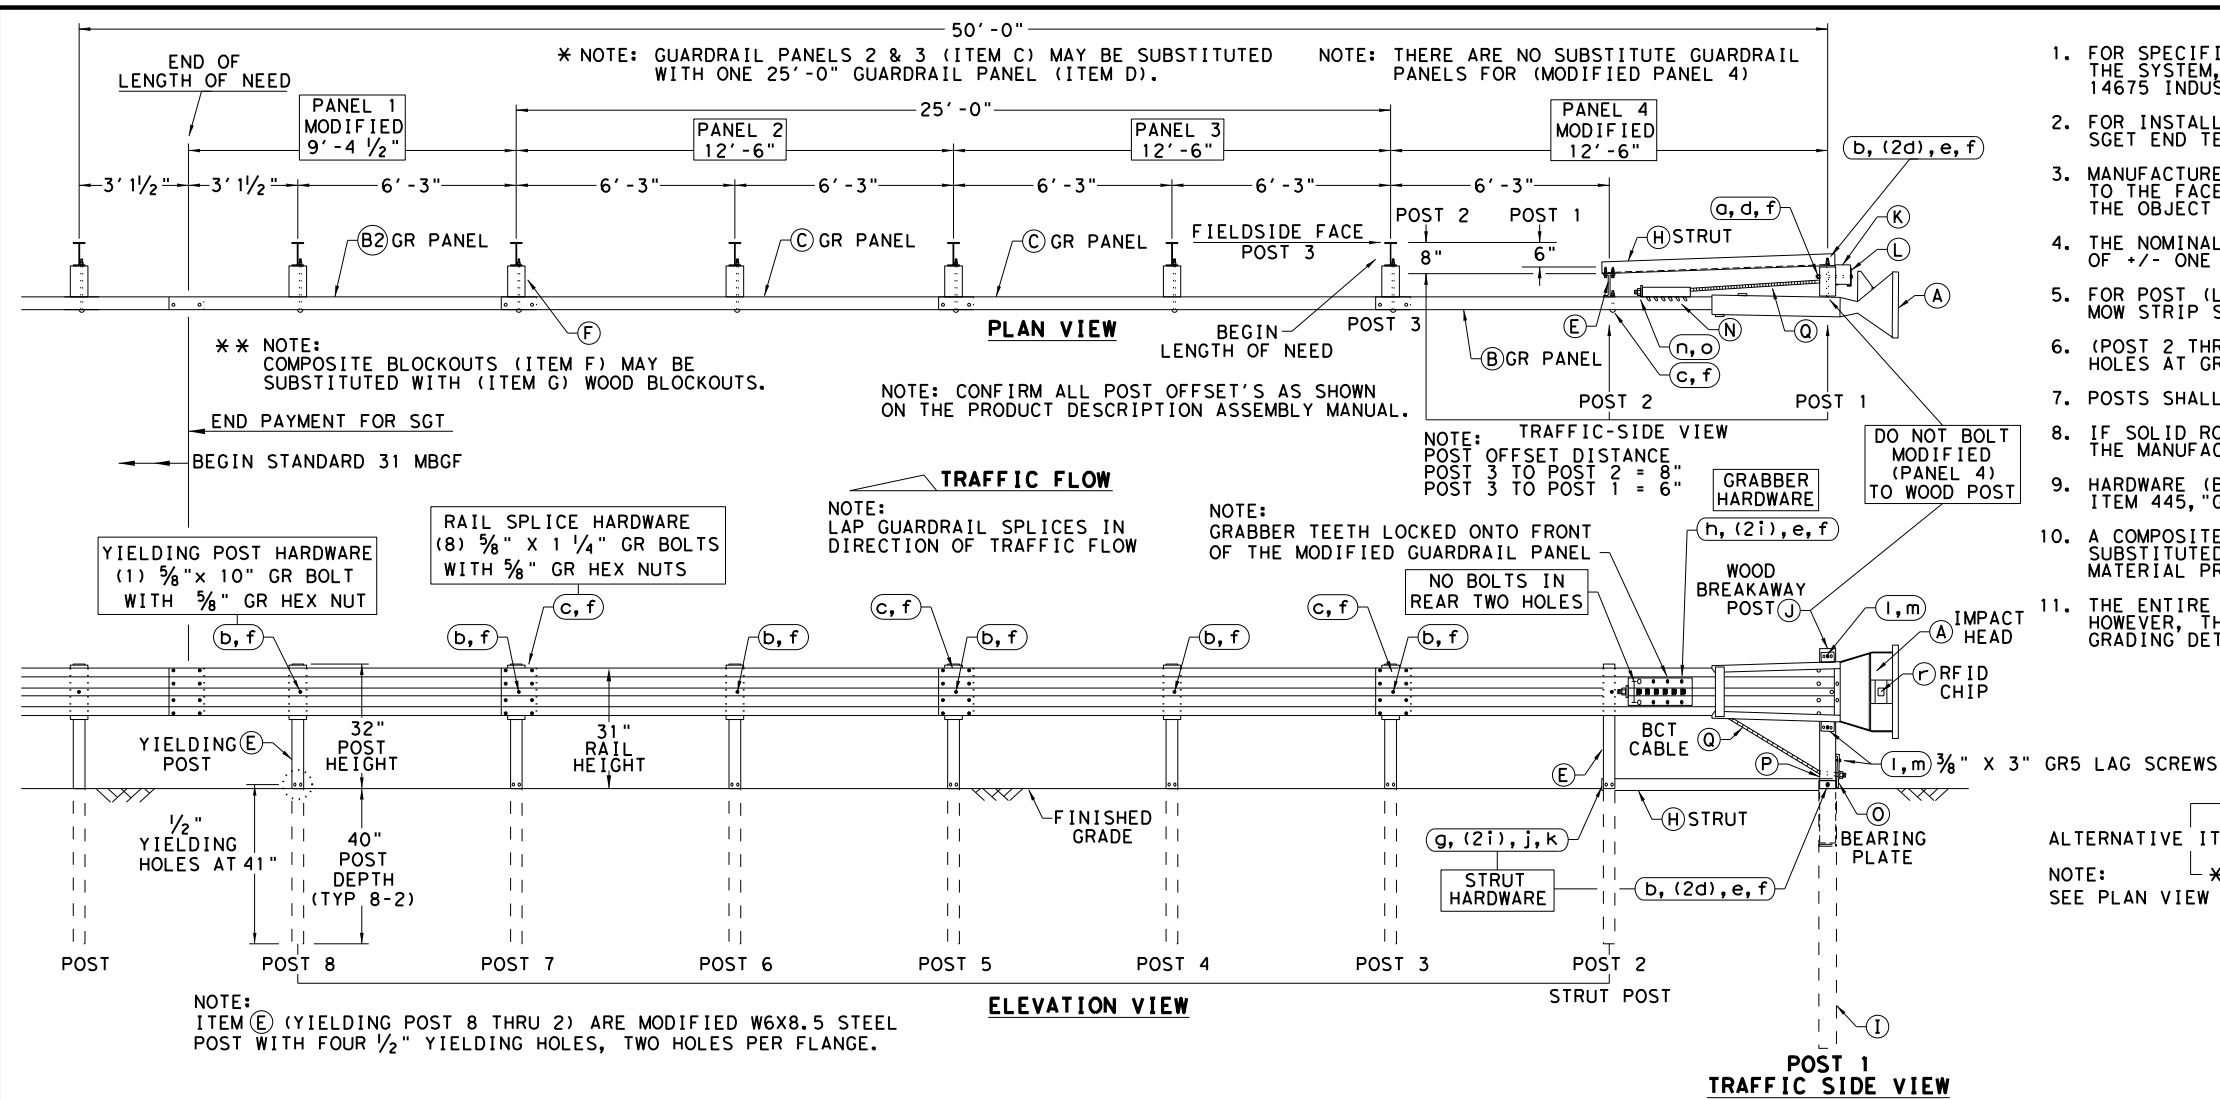 50'-0"
* NOTE: GUARDRAIL PANELS 2 & 3 (ITEM C) MAY BE SUBSTITUTED
WITH ONE 25'-0" GUARDRAIL PANEL (ITEM D).
NOTE: THERE ARE NO SUBSTITUTE GUARDRAIL
PANELS FOR (MODIFIED PANEL 4)
END OF
LENGTH OF NEED
25'-0"
PANEL 1
MODIFIED
9'-4 1/2"
PANEL 2
12'-6"
PANEL 3
12'-6"
PANEL 4
MODIFIED
12'-6"
b, (2d), e, f
3' 1 1/2"
3' 1 1/2"
6'-3"
6'-3"
6'-3"
6'-3"
6'-3"
6'-3"
POST 2
POST 1
a, d, f
K
B2 GR PANEL
C GR PANEL
C GR PANEL
FIELDSIDE FACE
POST 3
8"
6"
H STRUT
L
A
F
PLAN VIEW
BEGIN
LENGTH OF NEED
POST 3
E
N
Q
n, o
B GR PANEL
c, f
POST 2
POST 1
** NOTE:
COMPOSITE BLOCKOUTS (ITEM F) MAY BE
SUBSTITUTED WITH (ITEM G) WOOD BLOCKOUTS.
NOTE: CONFIRM ALL POST OFFSET'S AS SHOWN
ON THE PRODUCT DESCRIPTION ASSEMBLY MANUAL.
END PAYMENT FOR SGT
BEGIN STANDARD 31 MBGF
TRAFFIC-SIDE VIEW
NOTE:
POST OFFSET DISTANCE
POST 3 TO POST 2 = 8"
POST 3 TO POST 1 = 6"
DO NOT BOLT
MODIFIED
(PANEL 4)
TO WOOD POST
TRAFFIC FLOW
NOTE:
LAP GUARDRAIL SPLICES IN
DIRECTION OF TRAFFIC FLOW
NOTE:
GRABBER TEETH LOCKED ONTO FRONT
OF THE MODIFIED GUARDRAIL PANEL
GRABBER
HARDWARE
h, (2i), e, f
YIELDING POST HARDWARE
(1) 5/8"x 10" GR BOLT
WITH 5/8" GR HEX NUT
RAIL SPLICE HARDWARE
(8) 5/8" X 1 1/4" GR BOLTS
WITH 5/8" GR HEX NUTS
NO BOLTS IN
REAR TWO HOLES
WOOD
BREAKAWAY
POST J
l, m
A IMPACT
HEAD
r RFID
CHIP
b, f
c, f
b, f
b, f
c, f
b, f
b, f
c, f
b, f
YIELDING E
POST
32"
POST
HEIGHT
31"
RAIL
HEIGHT
BCT
CABLE
Q
P
E
l, m 3/8" X 3" GR5 LAG SCREWS
1/2"
YIELDING
HOLES AT 41"
40"
POST
DEPTH
(TYP 8-2)
FINISHED
GRADE
H STRUT
O
BEARING
PLATE
g, (2i), j, k
STRUT
HARDWARE
b, (2d), e, f
POST
POST 8
POST 7
POST 6
POST 5
POST 4
POST 3
POST 2
STRUT POST
ELEVATION VIEW
NOTE:
ITEM E (YIELDING POST 8 THRU 2) ARE MODIFIED W6X8.5 STEEL
POST WITH FOUR 1/2" YIELDING HOLES, TWO HOLES PER FLANGE.
I
POST 1
TRAFFIC SIDE VIEW
1. FOR
THE SYSTEM,
14675
2. FOR
SGET END
3.
TO THE FACE
THE OBJECT
4. THE NOMINAL
OF +/- ONE
5. FOR POST
MOW STRIP
6. (POST 2
HOLES AT
7. POSTS
8. IF SOLID
THE
9. HARDWARE
ITEM 445,
10. A COMPOSITE
SUBSTITUTED
MATERIAL
11. THE ENTIRE
HOWEVER,
GRADING
ALTERNATIVE
NOTE: *
SEE PLAN VIEW